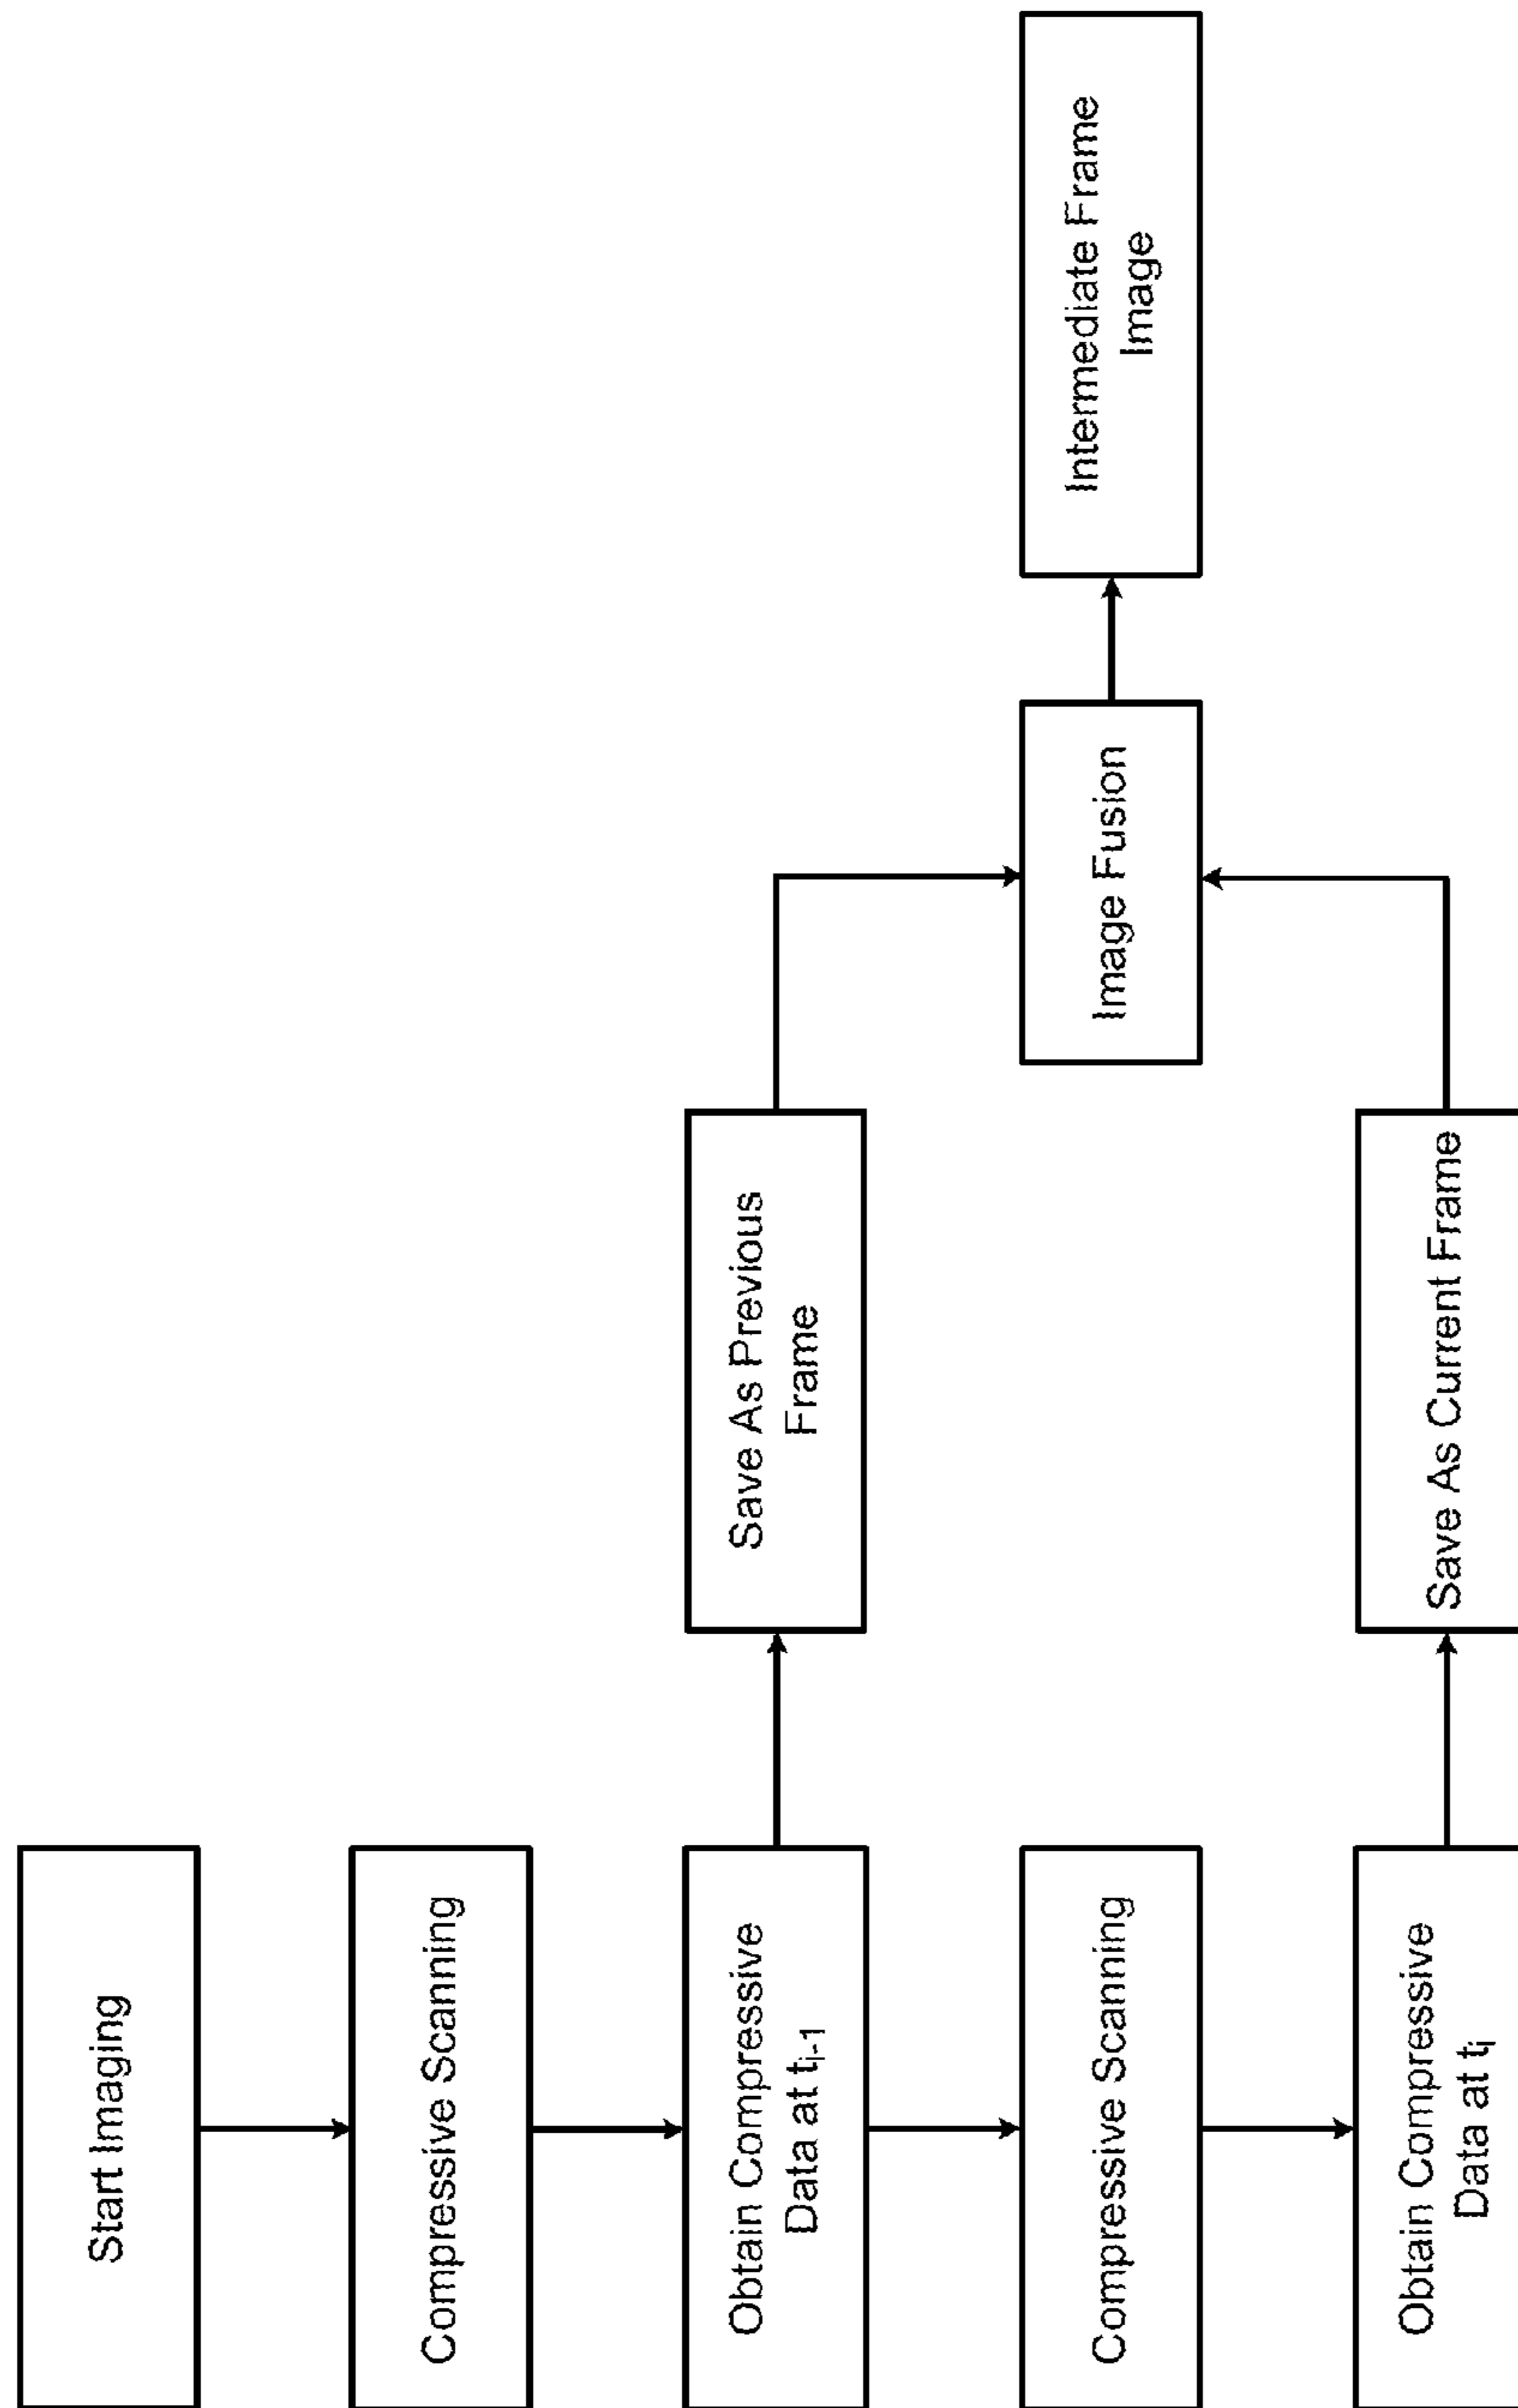 Start Imaging
Compressive Scanning
Obtain Compressive
Data at tᵢ₋₁
Save As Previous
Frame
Compressive Scanning
Image Fusion
Intermediate Frame
Image
Obtain Compressive
Data at tᵢ
Save As Current Frame